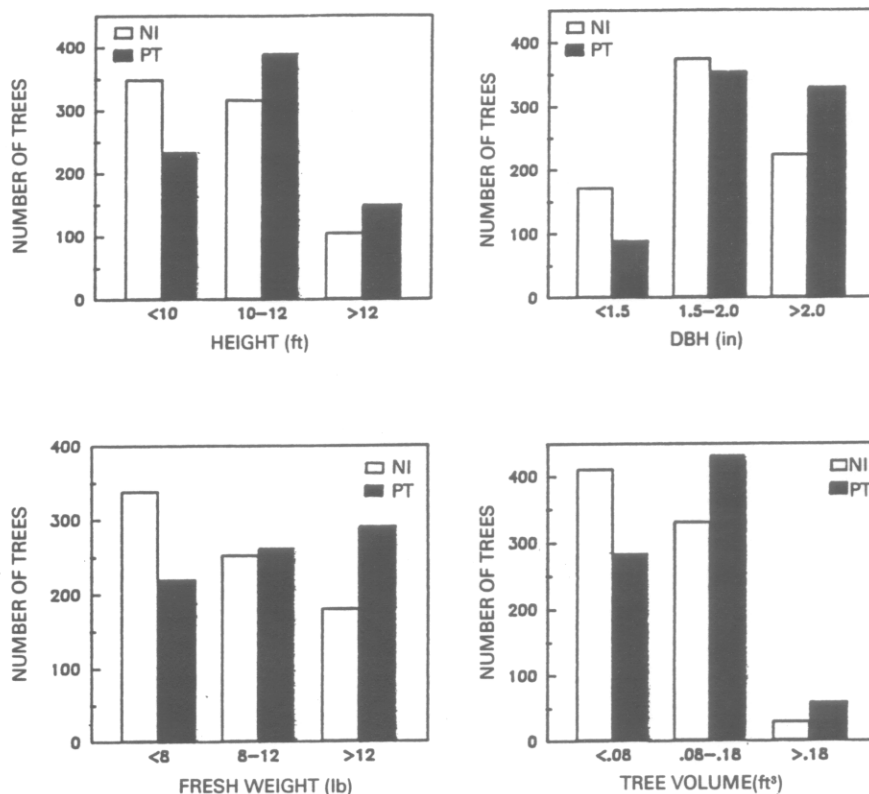 NUMBER OF TREES
400
300
200
100
0
NI
PT
<10 10–12 >12
HEIGHT (ft)
NUMBER OF TREES
400
300
200
100
0
NI
PT
<1.5 1.5–2.0 >2.0
DBH (in)
NUMBER OF TREES
400
300
200
100
0
NI
PT
<8 8–12 >12
FRESH WEIGHT (lb)
NUMBER OF TREES
400
300
200
100
0
NI
PT
<.08 .08–.18 >.18
TREE VOLUME(ft³)